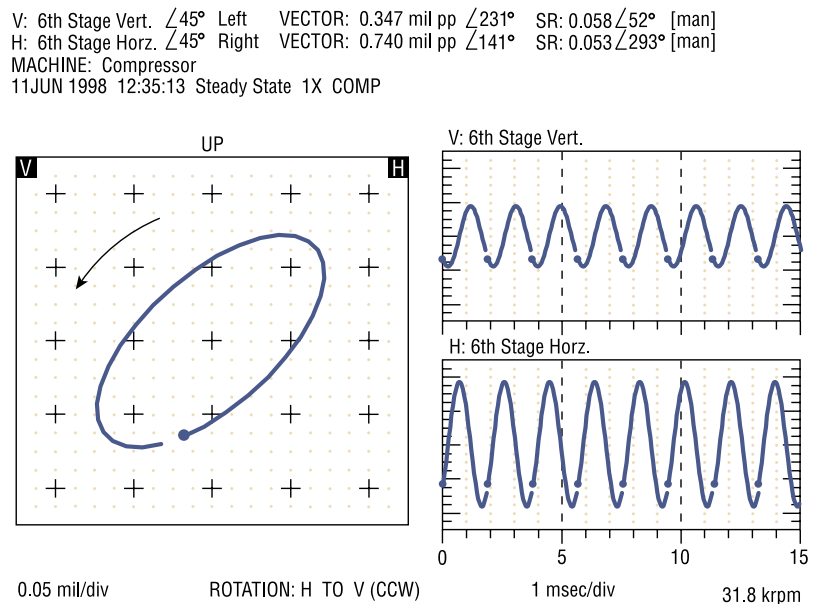 V: 6th Stage Vert. ∠45° Left VECTOR: 0.347 mil pp ∠231° SR: 0.058∠52° [man]
H: 6th Stage Horz. ∠45° Right VECTOR: 0.740 mil pp ∠141° SR: 0.053∠293° [man]
MACHINE: Compressor
11JUN 1998 12:35:13 Steady State 1X COMP
UP
V
H
V: 6th Stage Vert.
H: 6th Stage Horz.
0 5 10 15
0.05 mil/div ROTATION: H TO V (CCW)
1 msec/div 31.8 krpm